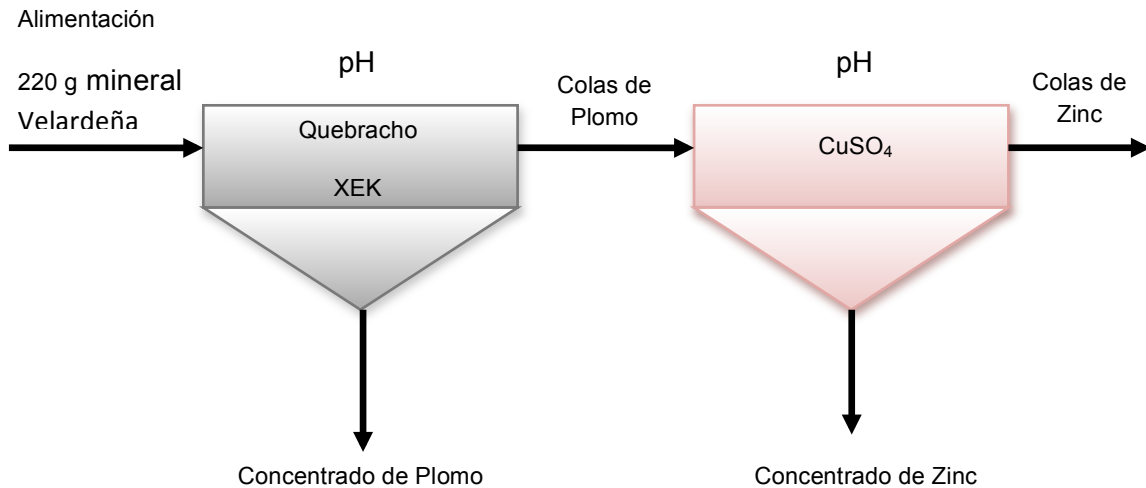 Alimentación
220 g mineral
Velardeña
pH
Quebracho
XEK
Colas de
Plomo
pH
CuSO₄
Colas de
Zinc
Concentrado de Plomo
Concentrado de Zinc